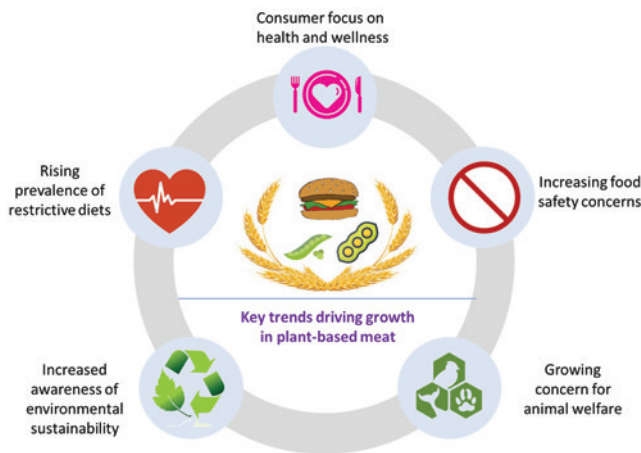 Consumer focus on
health and wellness
Rising
prevalence of
restrictive diets
Increasing food
safety concerns
Key trends driving growth
in plant-based meat
Increased
awareness of
environmental
sustainability
Growing
concern for
animal welfare